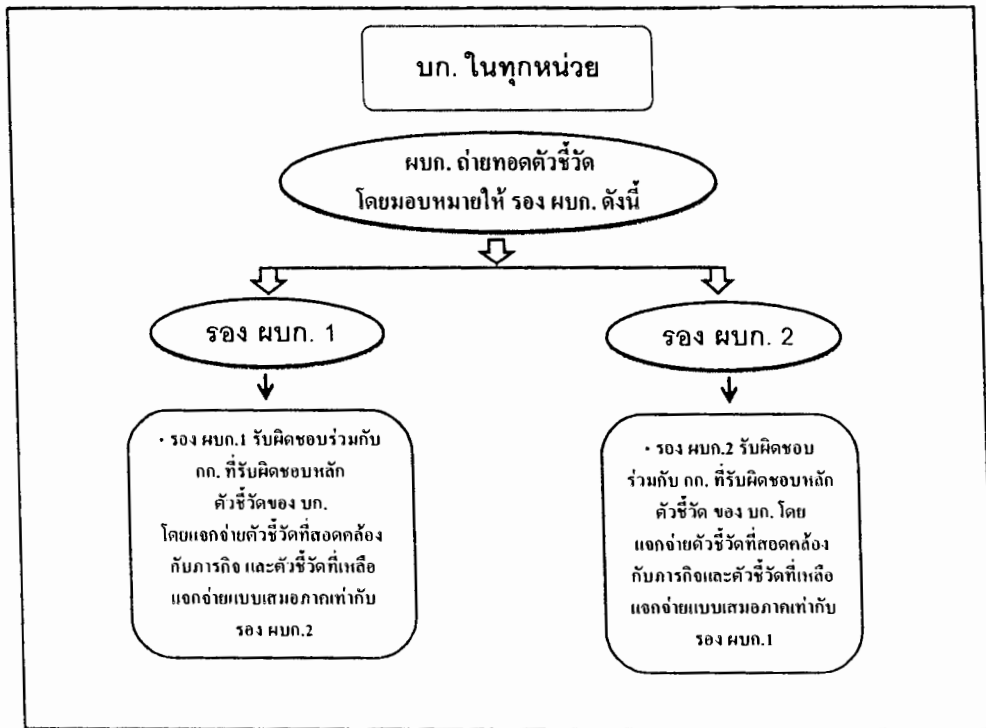 บก. ในทุกหน่วย
ผบก. ถ่ายทอดตัวชี้วัด
โดยมอบหมายให้ รอง ผบก. ดังนี้
รอง ผบก. 1
รอง ผบก. 2
· รอง ผบก.1 รับผิดชอบร่วมกับ
กก. ที่รับผิดชอบหลัก
ตัวชี้วัดของ บก.
โดยแจกจ่ายตัวชี้วัดที่สอดคล้อง
กับภารกิจ และตัวชี้วัดที่เหลือ
แจกจ่ายแบบเสมอภาคเท่ากับ
รอง ผบก.2
· รอง ผบก.2 รับผิดชอบ
ร่วมกับ กก. ที่รับผิดชอบหลัก
ตัวชี้วัด ของ บก. โดย
แจกจ่ายตัวชี้วัดที่สอดคล้อง
กับภารกิจและตัวชี้วัดที่เหลือ
แจกจ่ายแบบเสมอภาคเท่ากับ
รอง ผบก.1